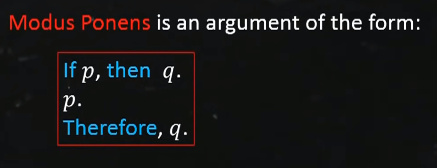 Modus Ponens is an argument of the form:
If p, then q.
p.
Therefore, q.